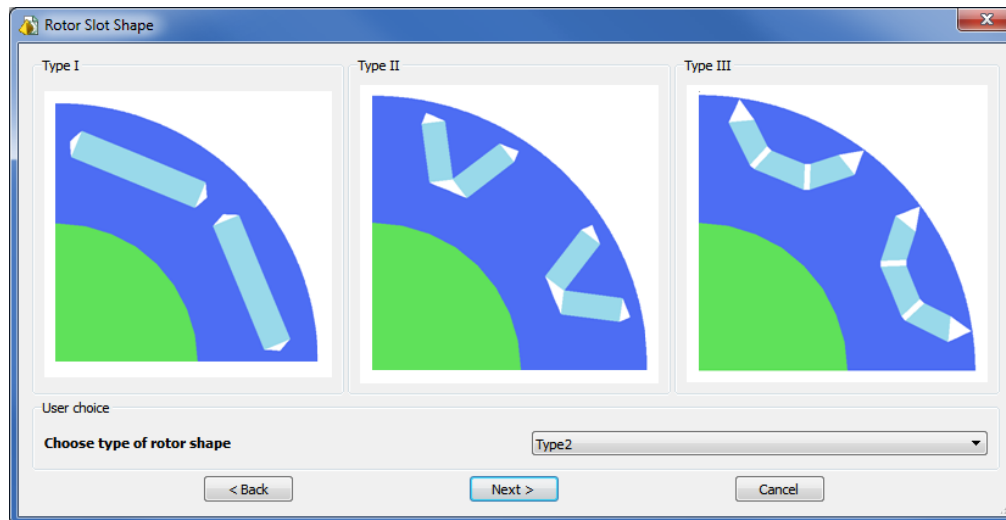 Rotor Slot Shape
Type I
Type II
Type III
User choice
Choose type of rotor shape
Type2
< Back
Next >
Cancel